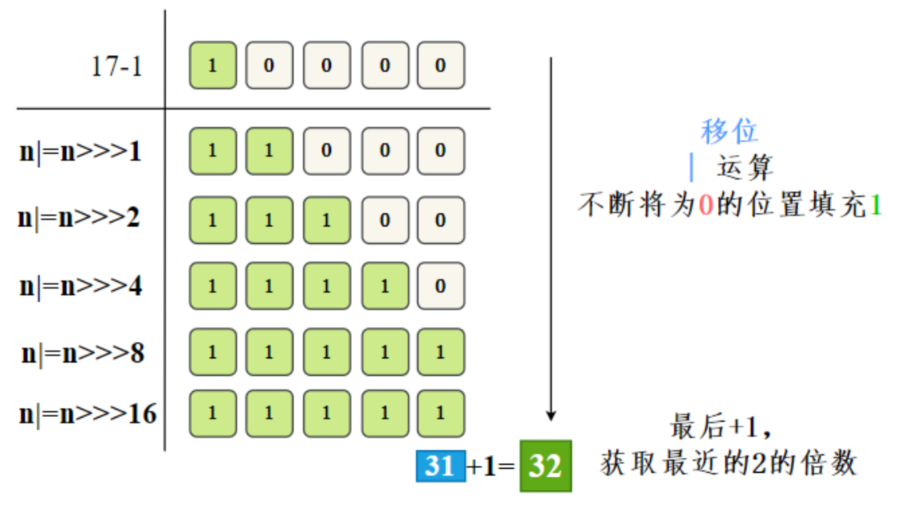 17-1 1 0 0 0 0
n|=n>>>1 1 1 0 0 0
n|=n>>>2 1 1 1 0 0
n|=n>>>4 1 1 1 1 0
n|=n>>>8 1 1 1 1 1
n|=n>>>16 1 1 1 1 1
31+1=32
移位
| 运算
不断将为0的位置填充1
最后+1，
获取最近的2的倍数